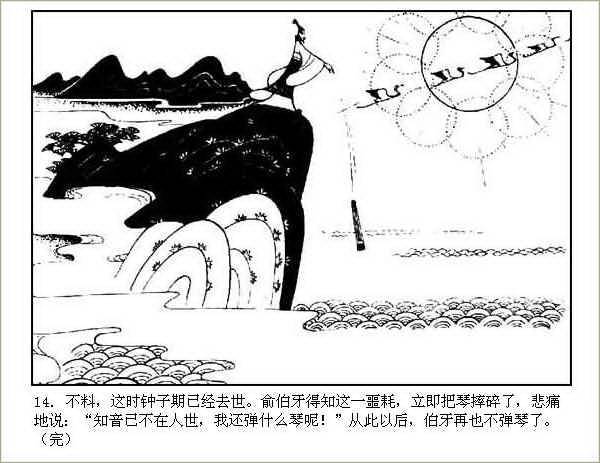 14. 不料，这时钟子期已经去世。俞伯牙得知这一噩耗，立即把琴摔碎了，悲痛
地说：“知音已不在人世，我还弹什么琴呢！”从此以后，伯牙再也不弹琴了。
（完）